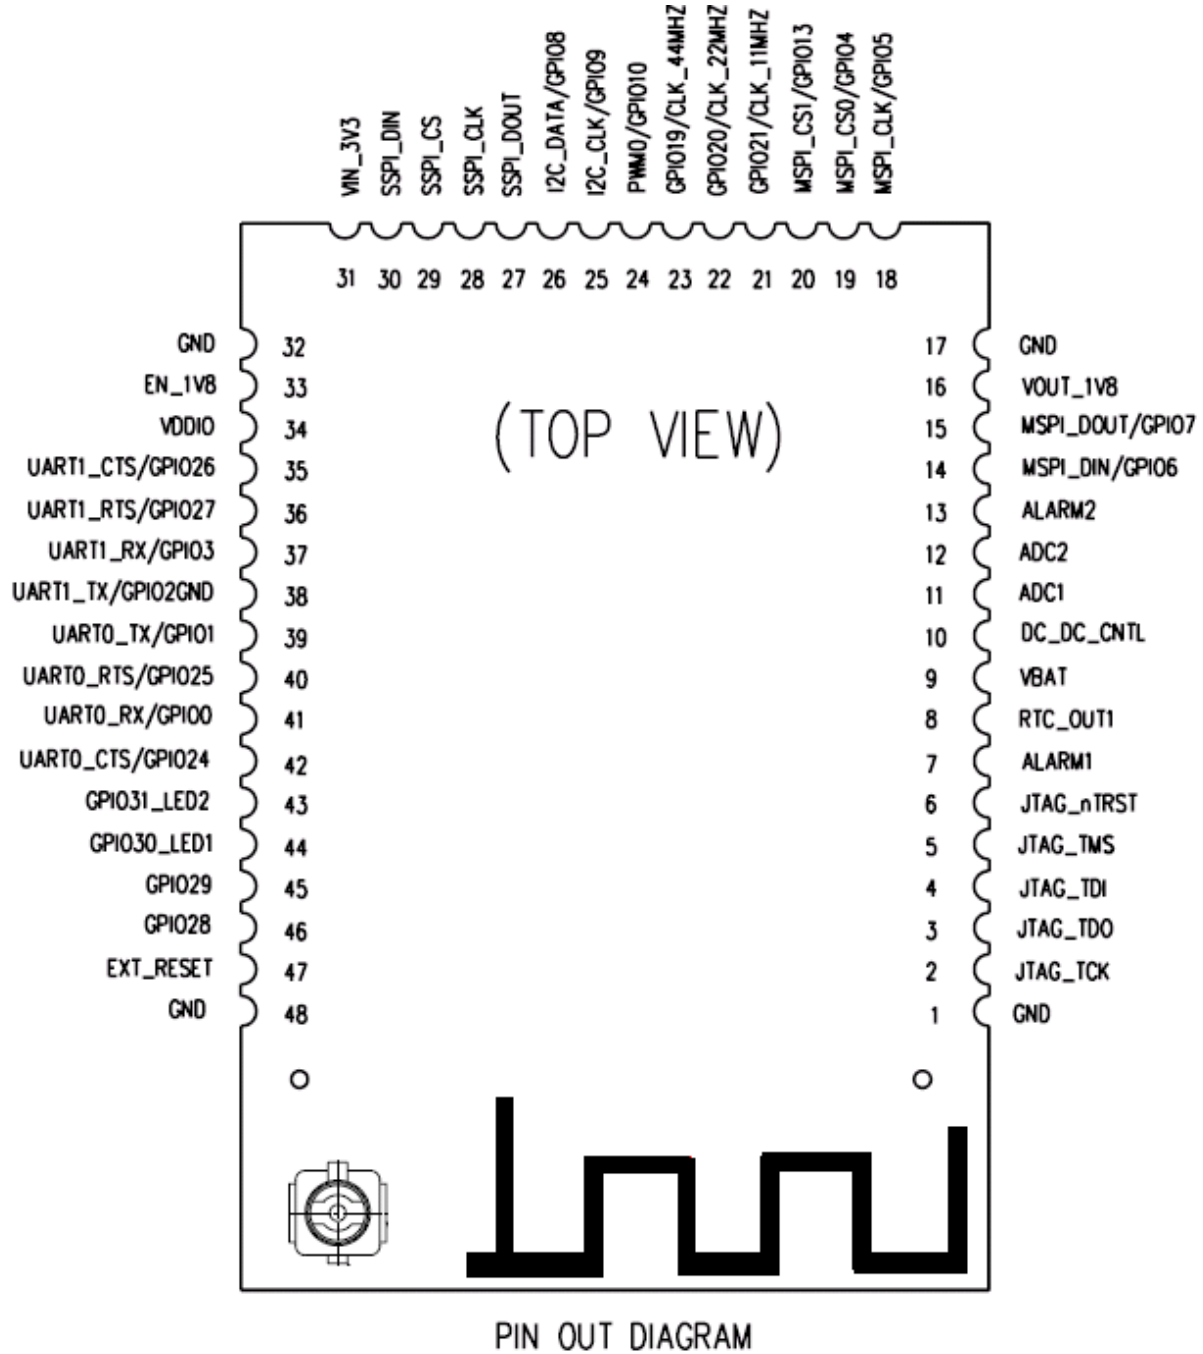 VIN_3V3
SSPI_DIN
SSPI_CS
SSPI_CLK
SSPI_DOUT
I2C_DATA/GPIO8
I2C_CLK/GPIO9
PWM0/GPIO10
GPIO19/CLK_44MHZ
GPIO20/CLK_22MHZ
GPIO21/CLK_11MHZ
MSPI_CS1/GPIO13
MSPI_CS0/GPIO4
MSPI_CLK/GPIO5
31 30 29 28 27 26 25 24 23 22 21 20 19 18
GND 32 17 GND
EN_1V8 33 16 VOUT_1V8
VDDIO 34 15 MSPI_DOUT/GPIO7
(TOP VIEW)
UART1_CTS/GPIO26 35 14 MSPI_DIN/GPIO6
UART1_RTS/GPIO27 36 13 ALARM2
UART1_RX/GPIO3 37 12 ADC2
UART1_TX/GPIO2GND 38 11 ADC1
UART0_TX/GPIO1 39 10 DC_DC_CNTL
UART0_RTS/GPIO25 40 9 VBAT
UART0_RX/GPIO0 41 8 RTC_OUT1
UART0_CTS/GPIO24 42 7 ALARM1
GPIO31_LED2 43 6 JTAG_nTRST
GPIO30_LED1 44 5 JTAG_TMS
GPIO29 45 4 JTAG_TDI
GPIO28 46 3 JTAG_TDO
EXT_RESET 47 2 JTAG_TCK
GND 48 1 GND
PIN OUT DIAGRAM